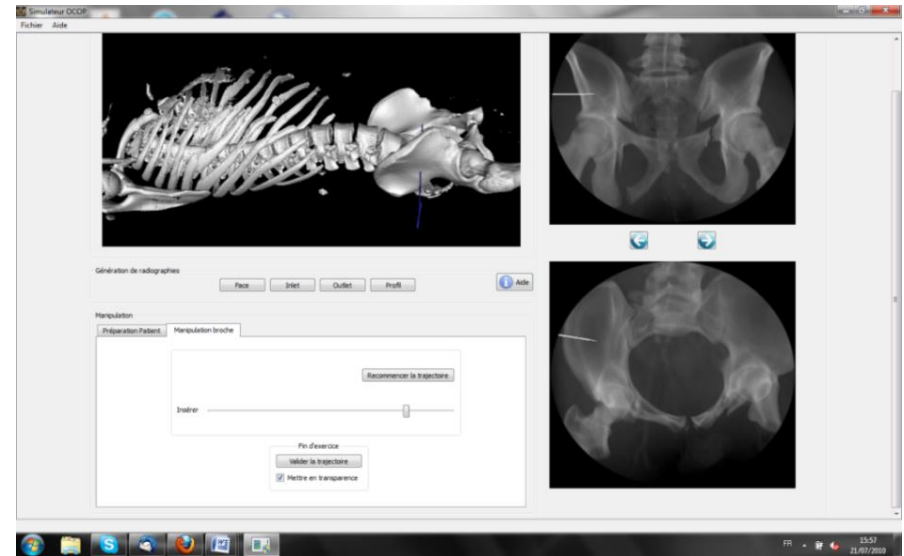 Simulateur OCOP
Fichier Aide
Génération de radiographies
Face Inlet Outlet Profil Aide
Manipulation
Préparation Patient Manipulation broche
Recommencer la trajectoire
Insérer
Fin d'exercice
Valider la trajectoire
Mettre en transparence
FR 15:57
21/07/2010